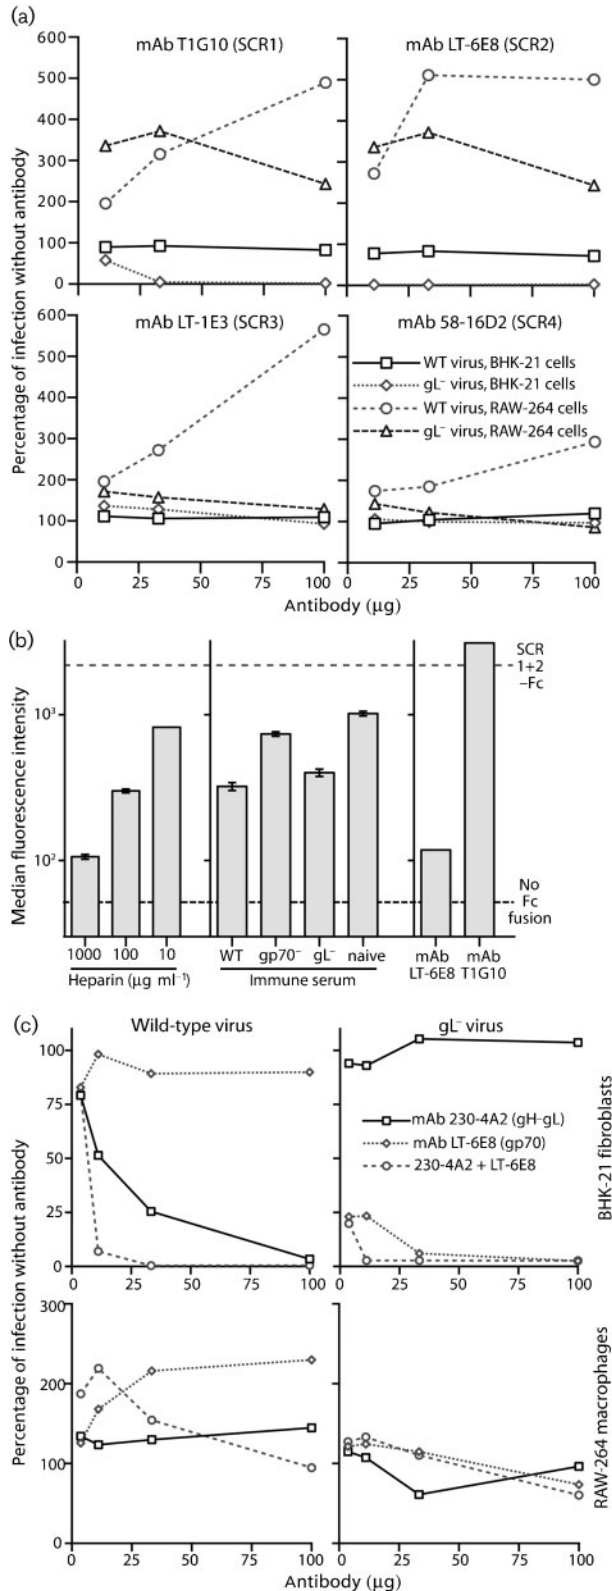 (a)
mAb T1G10 (SCR1)
mAb LT-6E8 (SCR2)
600
500
400
300
200
100
0
mAb LT-1E3 (SCR3)
mAb 58-16D2 (SCR4)
600
500
400
300
200
100
0
WT virus, BHK-21 cells
gL⁻ virus, BHK-21 cells
WT virus, RAW-264 cells
gL⁻ virus, RAW-264 cells
0 25 50 75 100
0 25 50 75 100
Percentage of infection without antibody
Antibody (μg)
(b)
Median fluorescence intensity
10³
10²
SCR
1+2
–Fc
No
Fc
fusion
1000 100 10
Heparin (μg ml⁻¹)
WT gp70⁻ gL⁻ naive
Immune serum
mAb
LT-6E8
mAb
T1G10
(c)
Wild-type virus
gL⁻ virus
100
75
50
25
0
0 25 50 75 100
0 25 50 75 100
mAb 230-4A2 (gH–gL)
mAb LT-6E8 (gp70)
230-4A2 + LT-6E8
BHK-21 fibroblasts
Percentage of infection without antibody
300
200
100
0
0 25 50 75 100
0 25 50 75 100
RAW-264 macrophages
Antibody (μg)